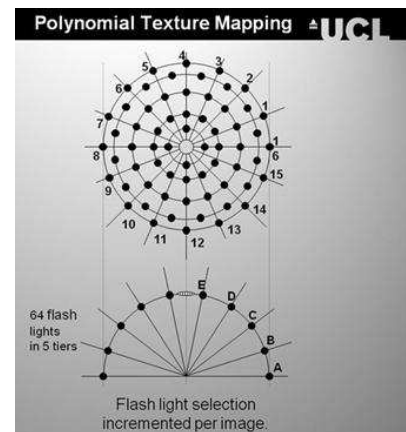 Polynomial Texture Mapping
UCL
4
5
3
6
2
7
1
8
1
6
9
15
10
14
11
13
12
E
D
64 flash
lights
in 5 tiers
C
B
A
Flash light selection
incremented per image.